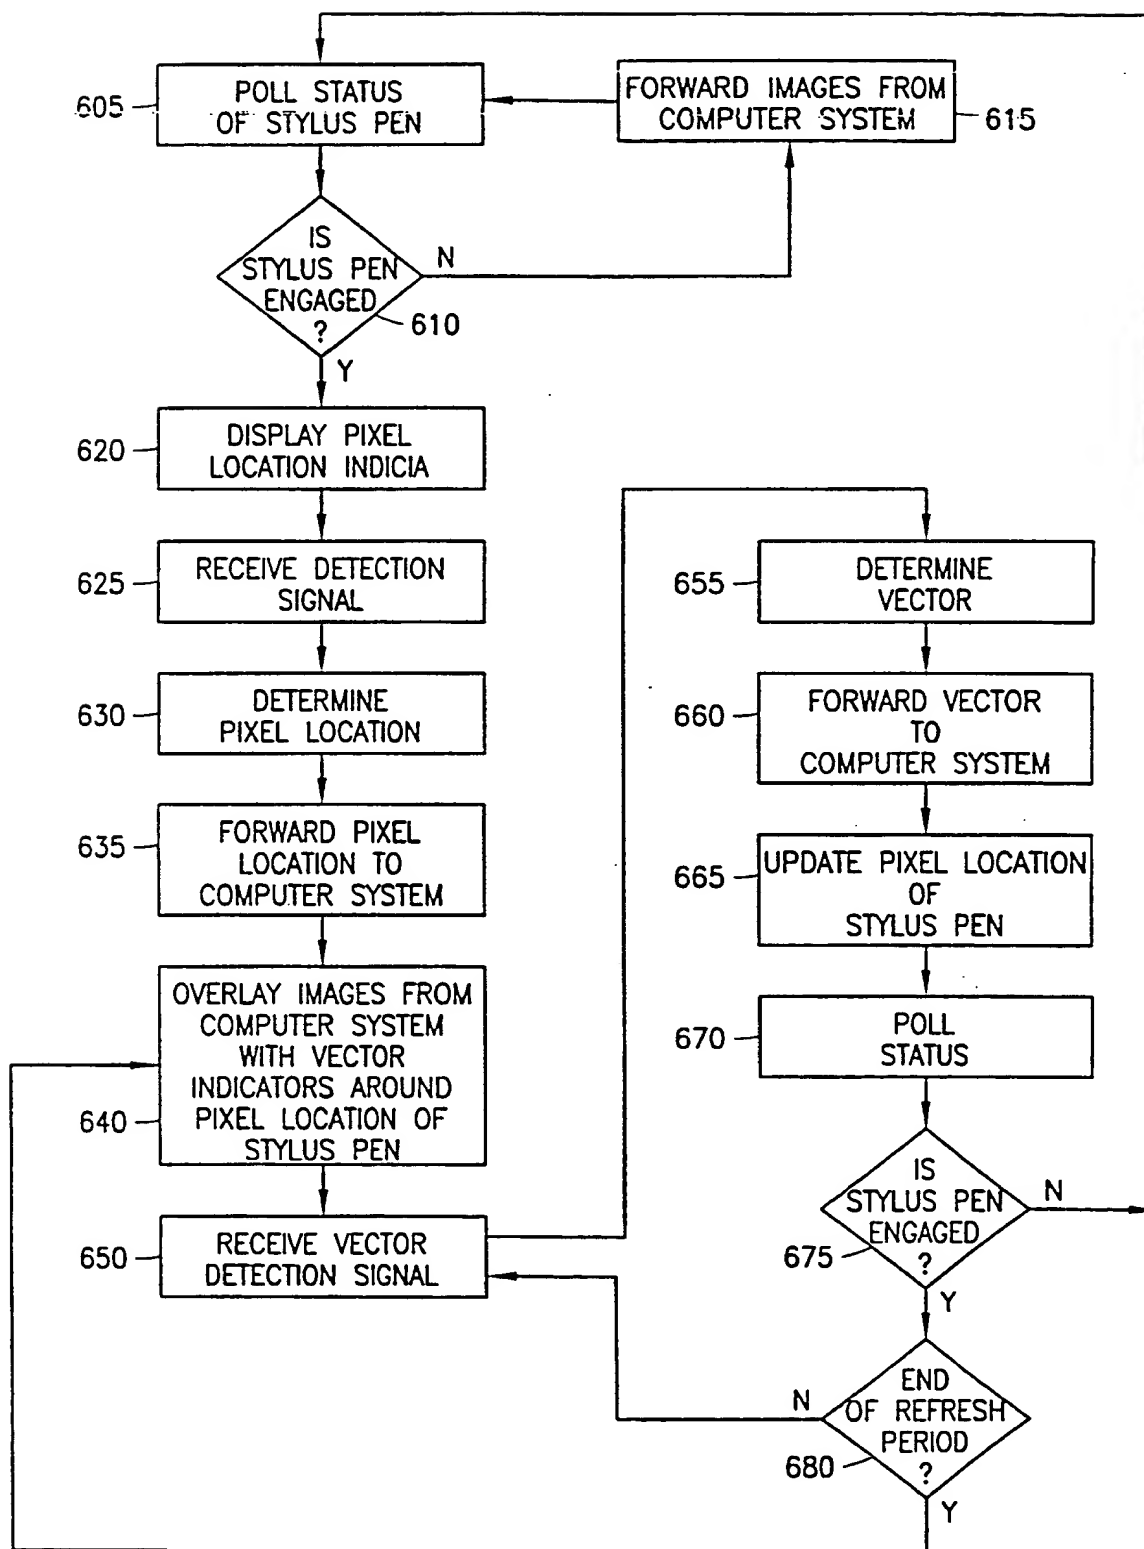 605
POLL STATUS
OF STYLUS PEN
FORWARD IMAGES FROM
COMPUTER SYSTEM
615
IS
STYLUS PEN
ENGAGED
?
610
N
Y
620
DISPLAY PIXEL
LOCATION INDICIA
625
RECEIVE DETECTION
SIGNAL
630
DETERMINE
PIXEL LOCATION
635
FORWARD PIXEL
LOCATION TO
COMPUTER SYSTEM
640
OVERLAY IMAGES FROM
COMPUTER SYSTEM
WITH VECTOR
INDICATORS AROUND
PIXEL LOCATION OF
STYLUS PEN
650
RECEIVE VECTOR
DETECTION SIGNAL
655
DETERMINE
VECTOR
660
FORWARD VECTOR
TO
COMPUTER SYSTEM
665
UPDATE PIXEL LOCATION
OF
STYLUS PEN
670
POLL
STATUS
IS
STYLUS PEN
ENGAGED
?
675
N
Y
END
OF REFRESH
PERIOD
?
680
N
Y